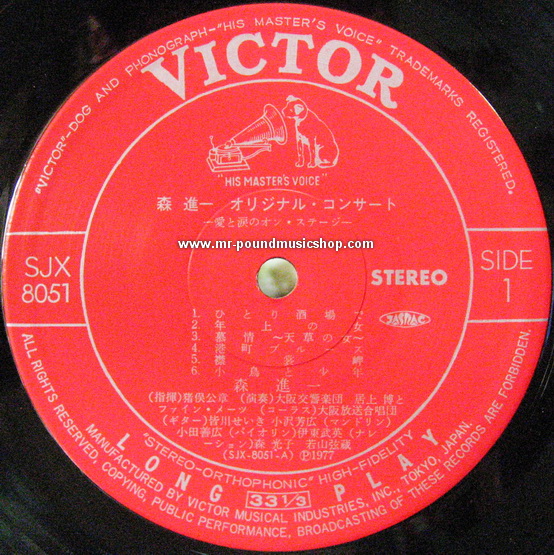 "VICTOR"-DOG AND PHONOGRAPH-"HIS MASTER'S VOICE" TRADEMARKS REGISTERED.
VICTOR
"HIS MASTER'S VOICE"
森 進一 オリジナル・コンサート
―愛と涙のオン・ステージ―
www.mr-poundmusicshop.com
SJX
8051
STEREO
SIDE
1
JASRAC
1. ひとり酒場で
2. 年上の女
3. 慕情〜天草の女〜
4. 港町ブルース
5. 襟裳岬
6. 小鳥と少年
森 進一
(指揮)猪俣公章 (演奏)大阪交響楽団 居上 博と
ファイン・メーツ (コーラス)大阪放送合唱団
(ギター)皆川せいき 小沢芳広(マンドリン)
小田善広(バイオリン)伊東武英(ナレ
ーション)森 光子 若山弦蔵
(SJX-8051-A) Ⓟ1977
"STEREO-ORTHOPHONIC" HIGH-FIDELITY
LONG 33 1/3 PLAY
MANUFACTURED BY VICTOR MUSICAL INDUSTRIES, INC., TOKYO, JAPAN.
ALL RIGHTS RESERVED. UNAUTHORIZED COPYING, PUBLIC PERFORMANCE, BROADCASTING OF THESE RECORDS ARE FORBIDDEN.